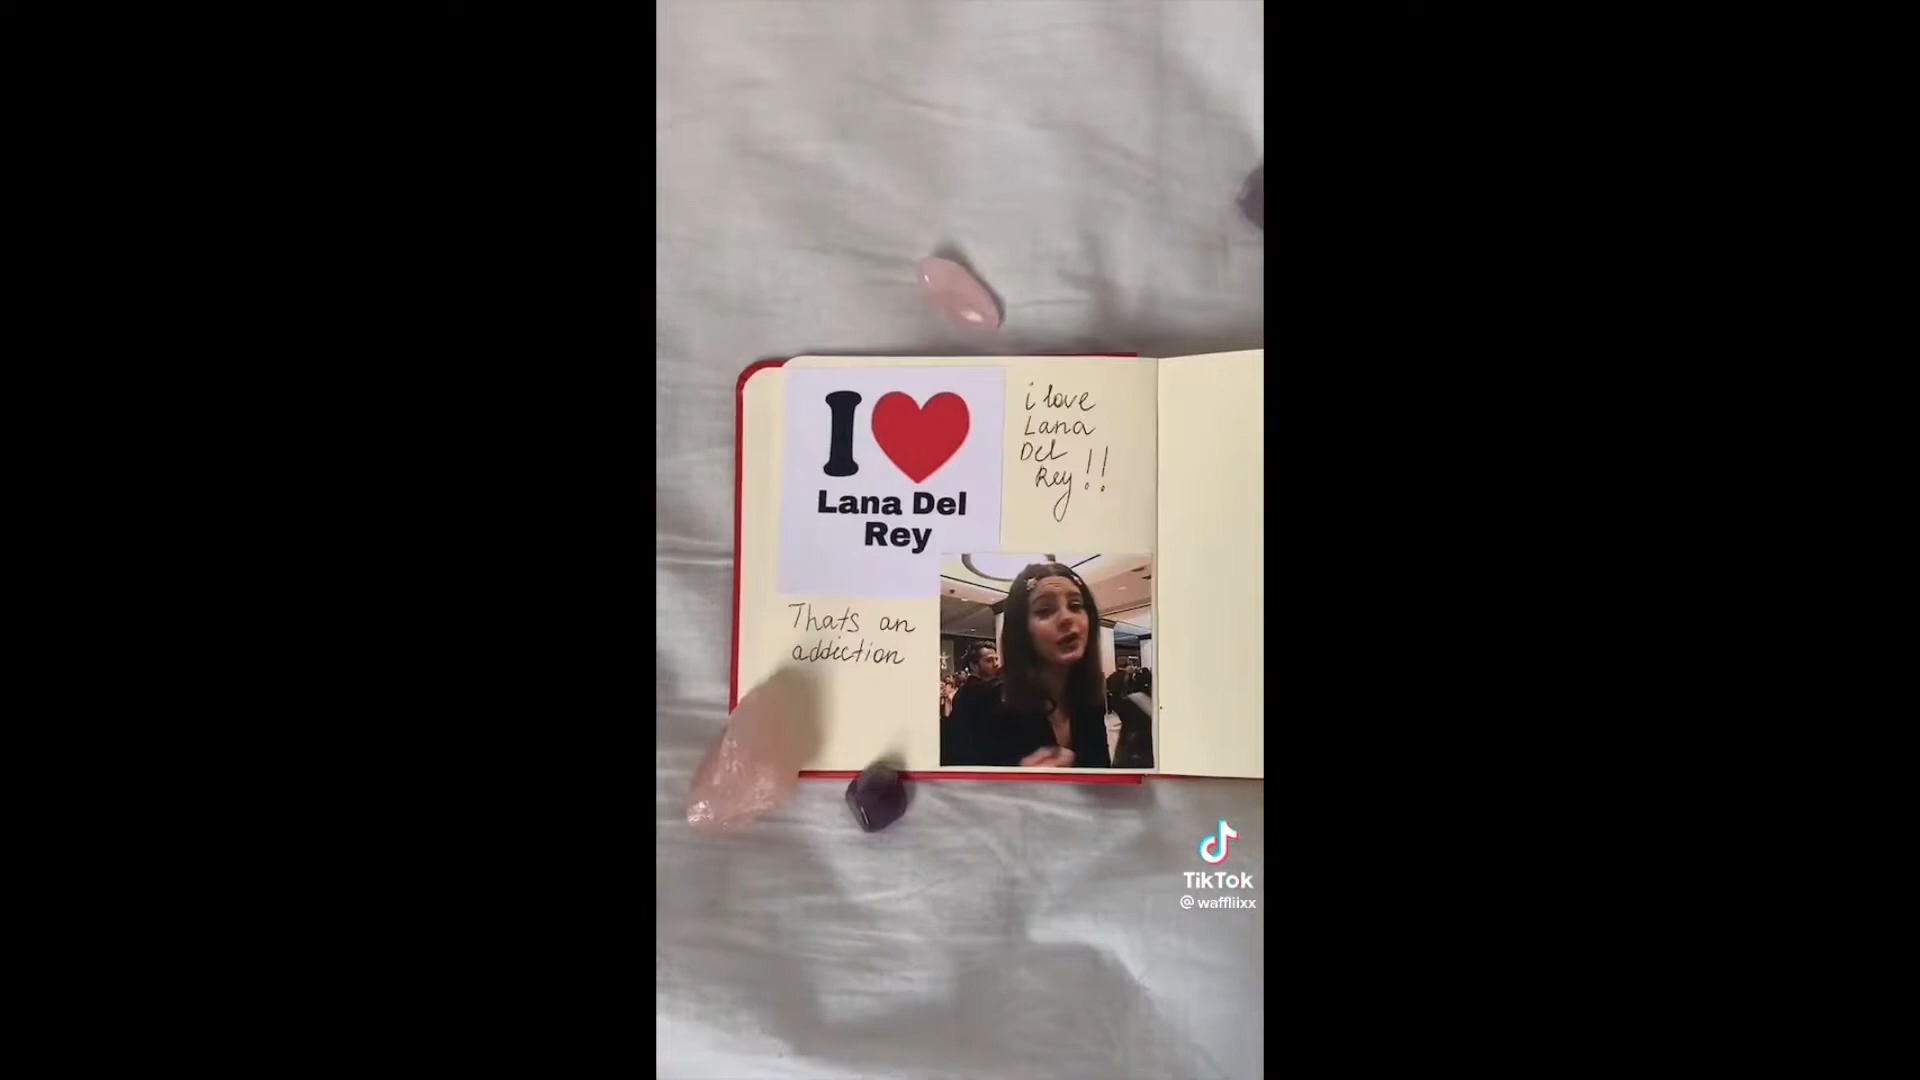 I
Lana Del
Rey
i love
Lana
Del
Rey!!
Thats an
addiction
TikTok
@waffliixx